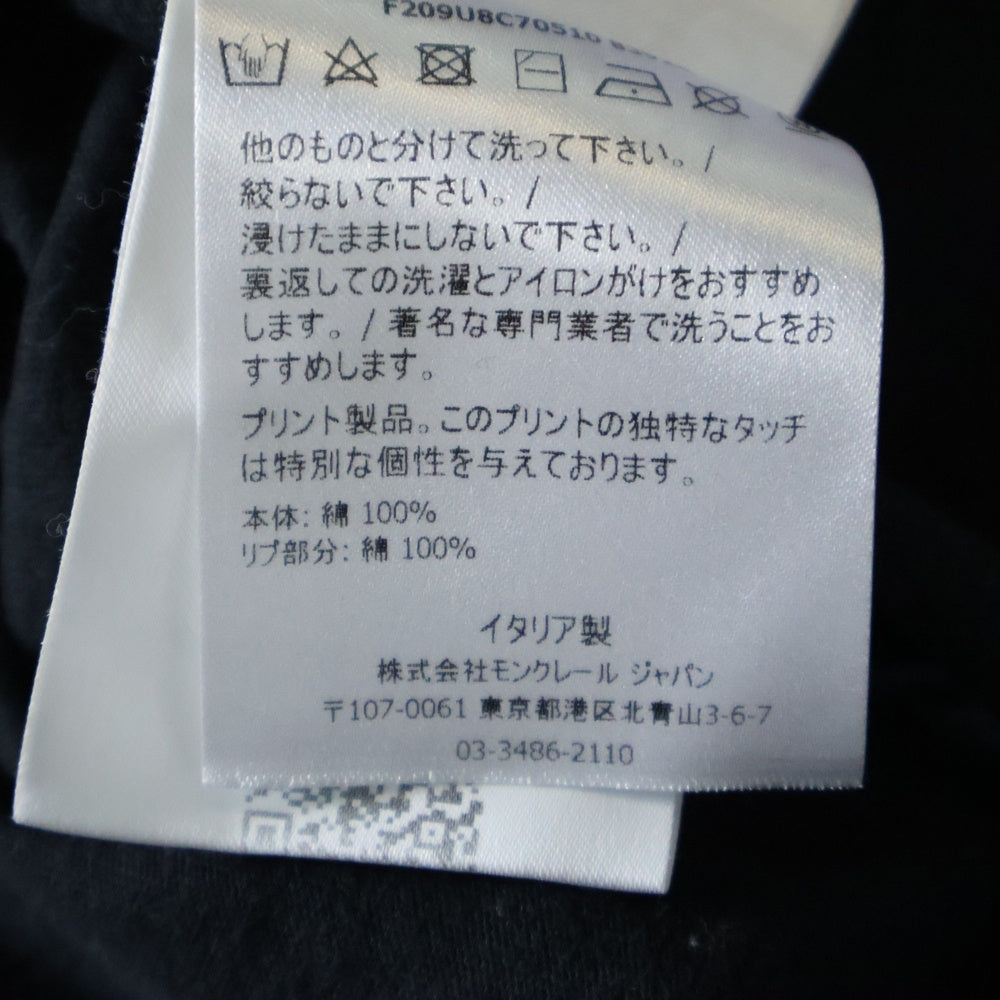 F209U8C70510
他のものと分けて洗って下さい。/
絞らないで下さい。/
浸けたままにしないで下さい。/
裏返しての洗濯とアイロンがけをおすすめ
します。/ 著名な専門業者で洗うことをお
すすめします。
プリント製品。このプリントの独特なタッチ
は特別な個性を与えております。
本体: 綿 100%
リブ部分: 綿 100%
イタリア製
株式会社モンクレール ジャパン
〒107-0061 東京都港区北青山3-6-7
03-3486-2110